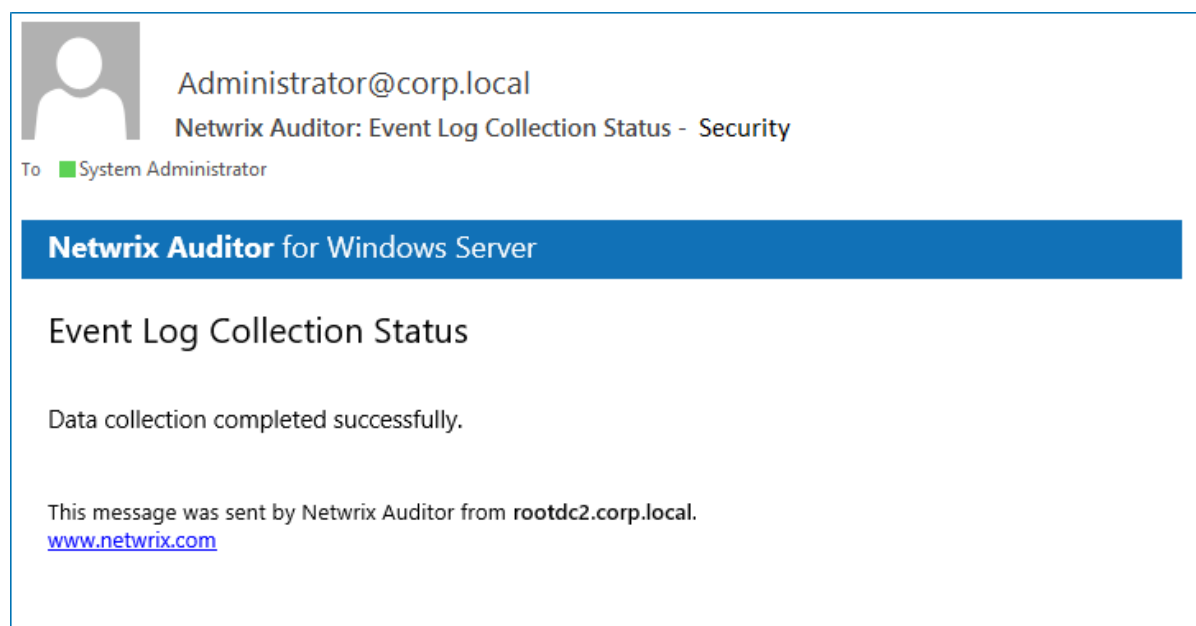 Administrator@corp.local
Netwrix Auditor: Event Log Collection Status - Security
To System Administrator
Netwrix Auditor for Windows Server
Event Log Collection Status
Data collection completed successfully.
This message was sent by Netwrix Auditor from rootdc2.corp.local.
www.netwrix.com